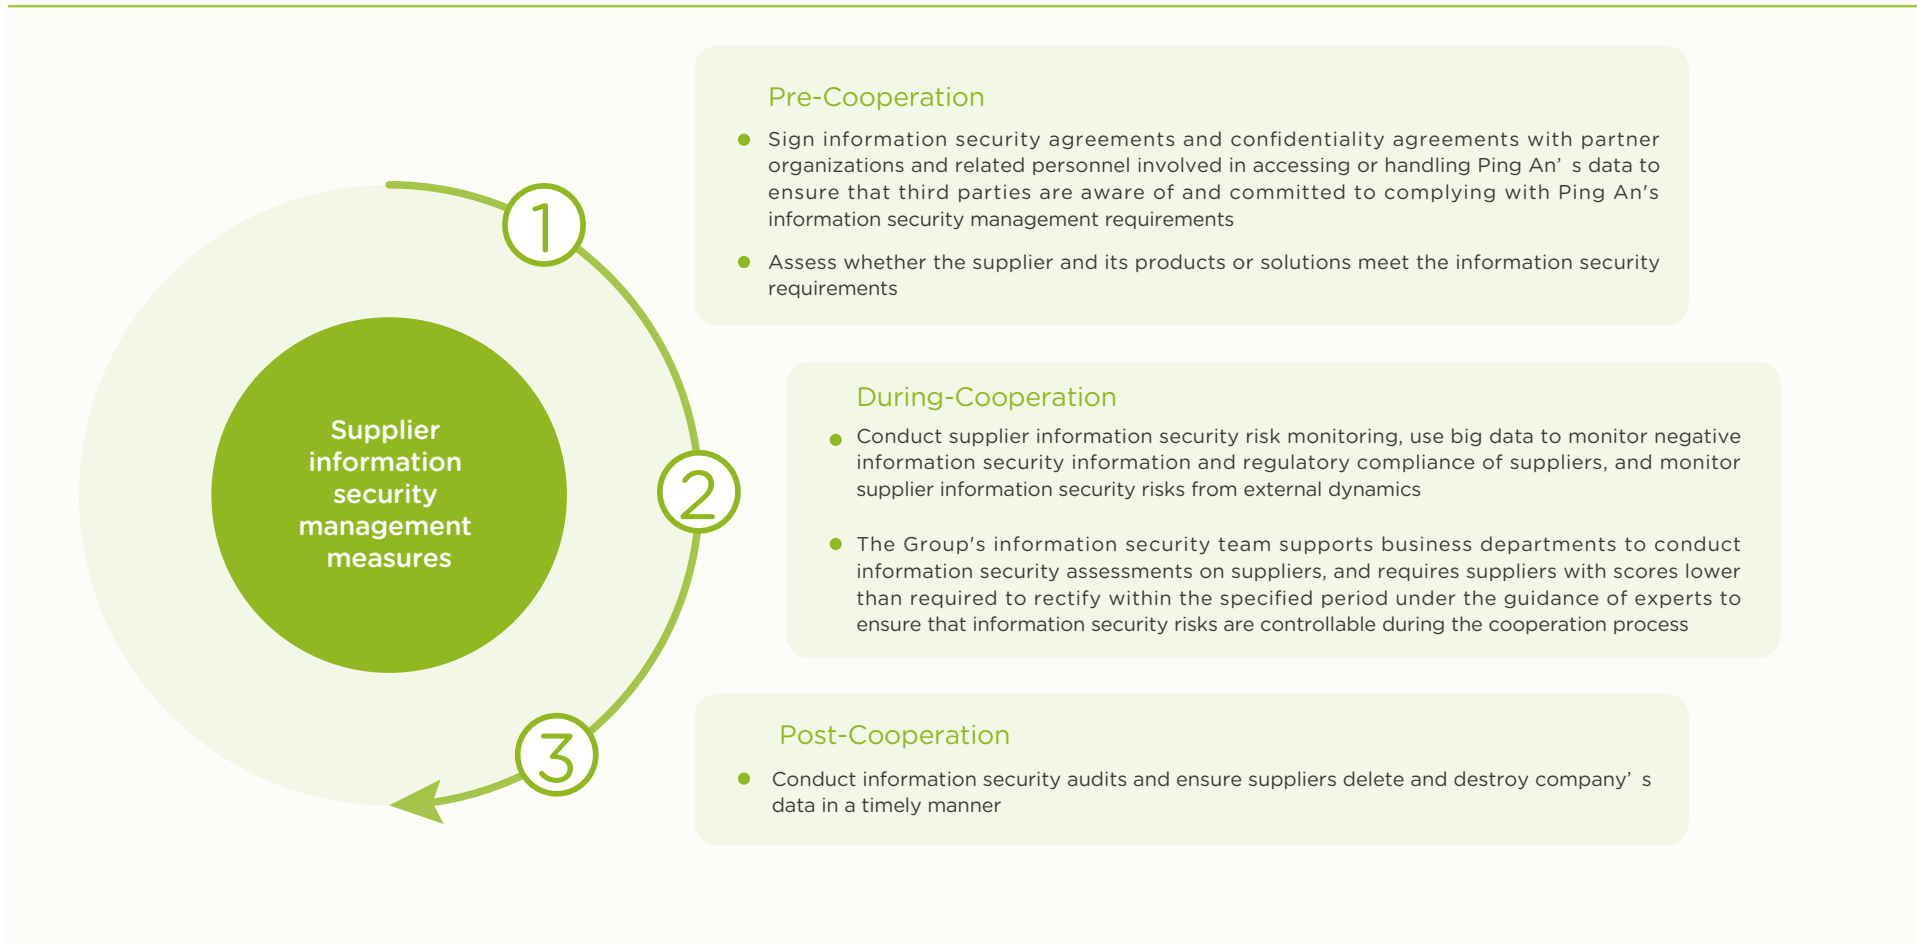 Supplier
information
security
management
measures
1
Pre-Cooperation
Sign information security agreements and confidentiality agreements with partner
organizations and related personnel involved in accessing or handling Ping An’ s data to
ensure that third parties are aware of and committed to complying with Ping An's
information security management requirements
Assess whether the supplier and its products or solutions meet the information security
requirements
2
During-Cooperation
Conduct supplier information security risk monitoring, use big data to monitor negative
information security information and regulatory compliance of suppliers, and monitor
supplier information security risks from external dynamics
The Group's information security team supports business departments to conduct
information security assessments on suppliers, and requires suppliers with scores lower
than required to rectify within the specified period under the guidance of experts to
ensure that information security risks are controllable during the cooperation process
3
Post-Cooperation
Conduct information security audits and ensure suppliers delete and destroy company’ s
data in a timely manner